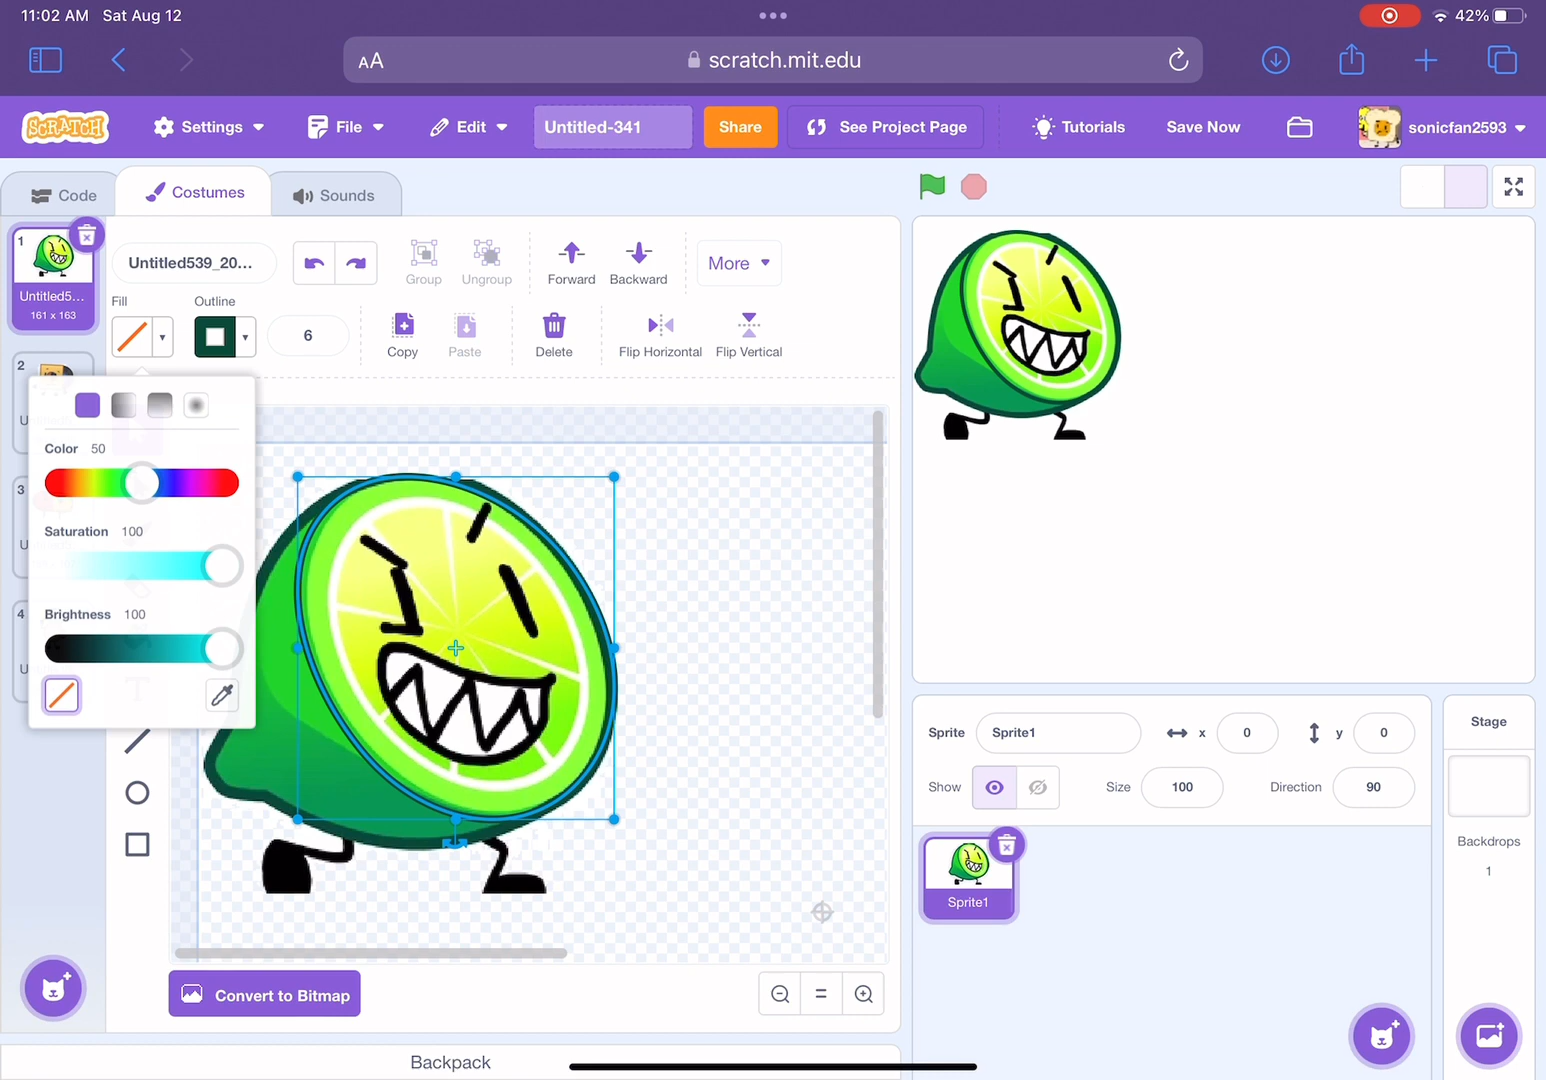 11:02 AM Sat Aug 12
42%
AA
scratch.mit.edu
SCRATCH
Settings
File
Edit
Untitled-341
Share
See Project Page
Tutorials
Save Now
sonicfan2593
Code
Costumes
Sounds
1
Untitled5...
161 x 163
2
3
4
Untitled539_20...
Group
Ungroup
Forward
Backward
More
Fill
Outline
6
Copy
Paste
Delete
Flip Horizontal
Flip Vertical
Color 50
Saturation 100
Brightness 100
T
Convert to Bitmap
Backpack
Sprite
Sprite1
x
0
y
0
Show
Size
100
Direction
90
Sprite1
Stage
Backdrops
1